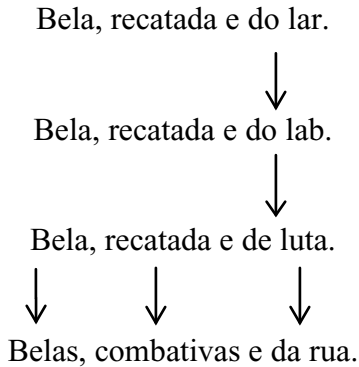 Bela, recatada e do lar.
Bela, recatada e do lab.
Bela, recatada e de luta.
Belas, combativas e da rua.